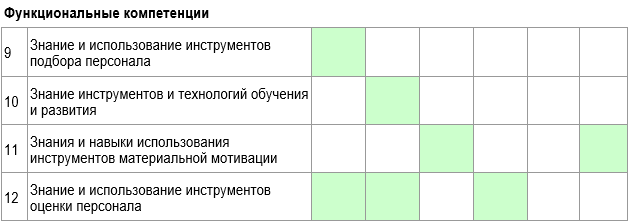 Функциональные компетенции
9 Знание и использование инструментов
подбора персонала
10 Знание инструментов и технологий обучения
и развития
11 Знания и навыки использования
инструментов материальной мотивации
12 Знание и использование инструментов
оценки персонала